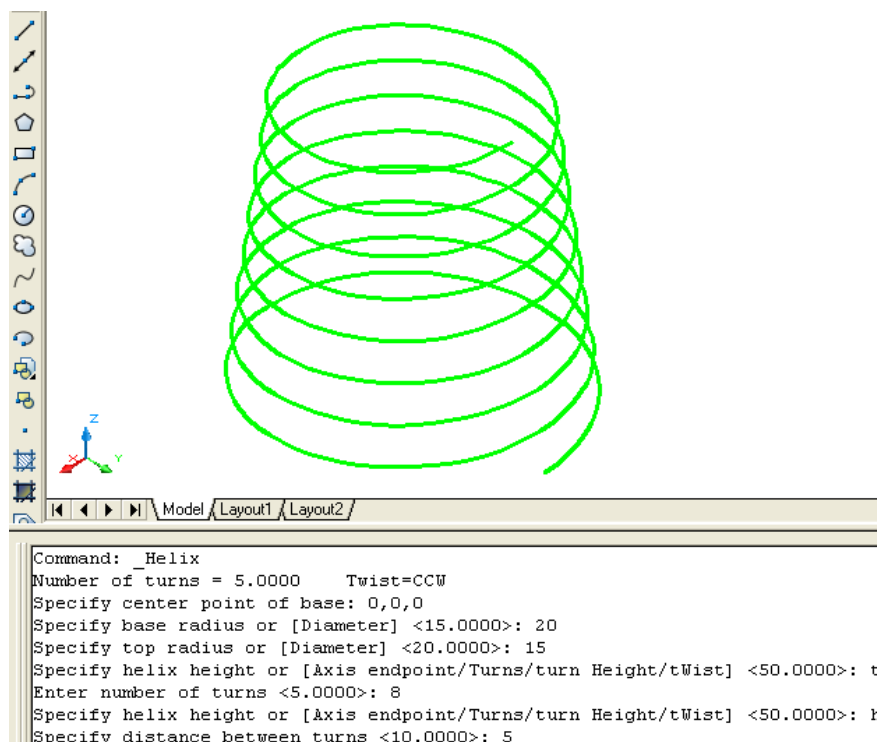 Z
X
Y
Model Layout1 Layout2
Command: _Helix
Number of turns = 5.0000 Twist=CCW
Specify center point of base: 0,0,0
Specify base radius or [Diameter] <15.0000>: 20
Specify top radius or [Diameter] <20.0000>: 15
Specify helix height or [Axis endpoint/Turns/turn Height/tWist] <50.0000>: t
Enter number of turns <5.0000>: 8
Specify helix height or [Axis endpoint/Turns/turn Height/tWist] <50.0000>: h
Specify distance between turns <10.0000>: 5